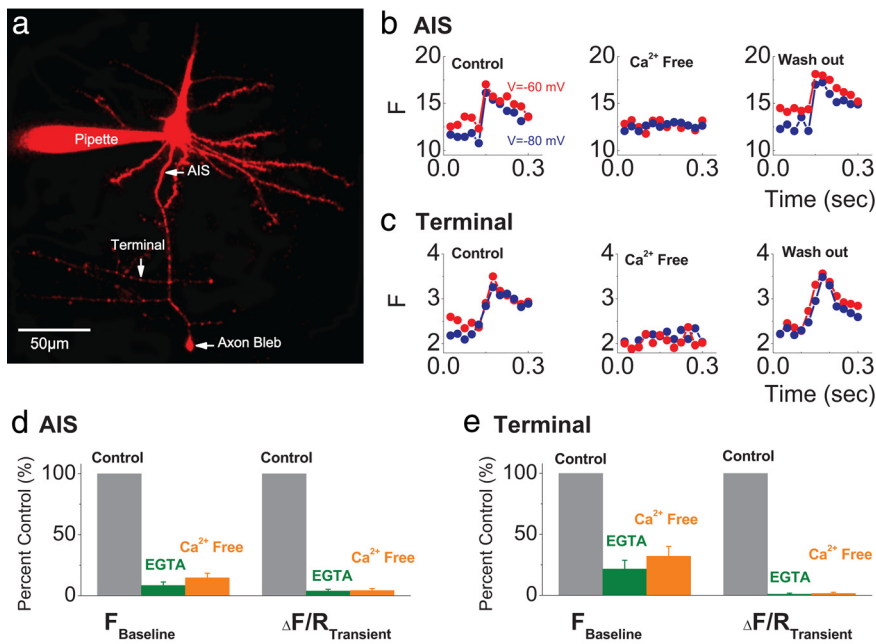 a
Pipette
AIS
Terminal
50μm
Axon Bleb
b AIS
Control
Ca²⁺ Free
Wash out
V=-60 mV
V=-80 mV
F
20
15
10
0.0
0.3
20
15
10
0.0
0.3
20
15
10
0.0
0.3
Time (sec)
c Terminal
Control
Ca²⁺ Free
Wash out
F
4
3
2
0.0
0.3
4
3
2
0.0
0.3
4
3
2
0.0
0.3
Time (sec)
d AIS
Percent Control (%)
100
50
0
Control
EGTA
Ca²⁺ Free
Control
EGTA
Ca²⁺ Free
F Baseline
ΔF/R Transient
e Terminal
Percent Control (%)
100
50
0
Control
EGTA
Ca²⁺ Free
Control
EGTA
Ca²⁺ Free
F Baseline
ΔF/R Transient